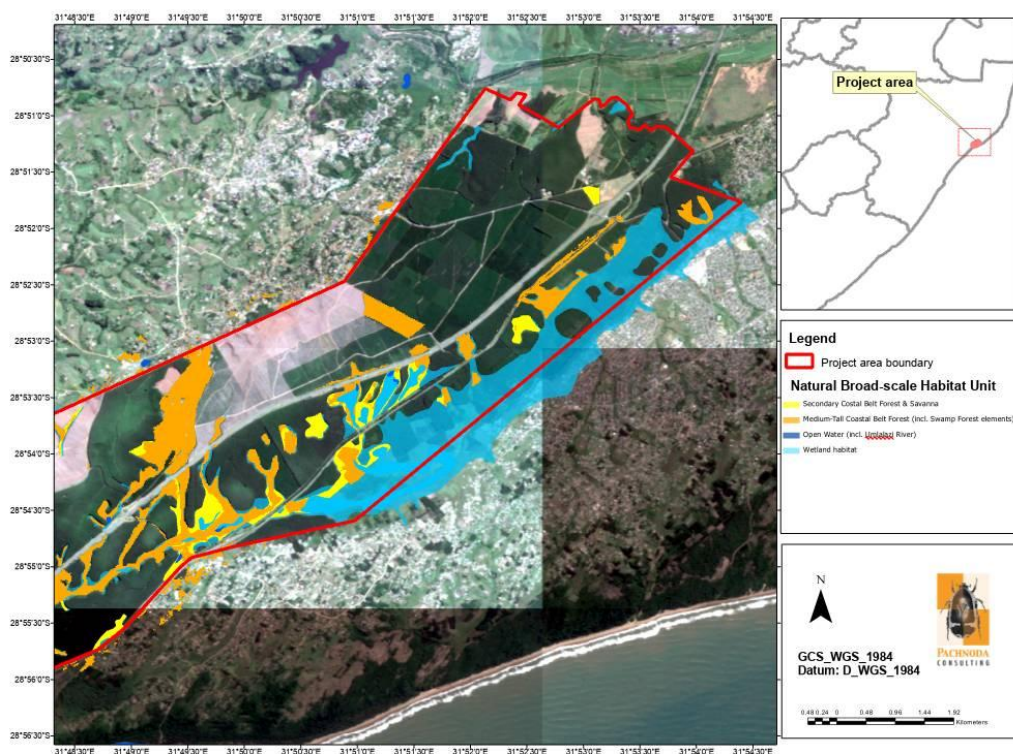 31°48'30"E 31°49'0"E 31°49'30"E 31°50'0"E 31°50'30"E 31°51'0"E 31°51'30"E 31°52'0"E 31°52'30"E 31°53'0"E 31°53'30"E 31°54'0"E 31°54'30"E
28°50'30"S
28°51'0"S
28°51'30"S
28°52'0"S
28°52'30"S
28°53'0"S
28°53'30"S
28°54'0"S
28°54'30"S
28°55'0"S
28°55'30"S
28°56'0"S
28°56'30"S
31°48'30"E 31°49'0"E 31°49'30"E 31°50'0"E 31°50'30"E 31°51'0"E 31°51'30"E 31°52'0"E 31°52'30"E 31°53'0"E 31°53'30"E 31°54'0"E 31°54'30"E
Project area
Legend
Project area boundary
Natural Broad-scale Habitat Unit
Secondary Costal Belt Forest & Savanna
Medium-Tall Coastal Belt Forest (incl. Swamp Forest elements)
Open Water (incl. Umlalazi River)
Wetland habitat
N
PACHNODA
CONSULTING
GCS_WGS_1984
Datum: D_WGS_1984
0.48 0.24 0 0.48 0.96 1.44 1.92
Kilometers